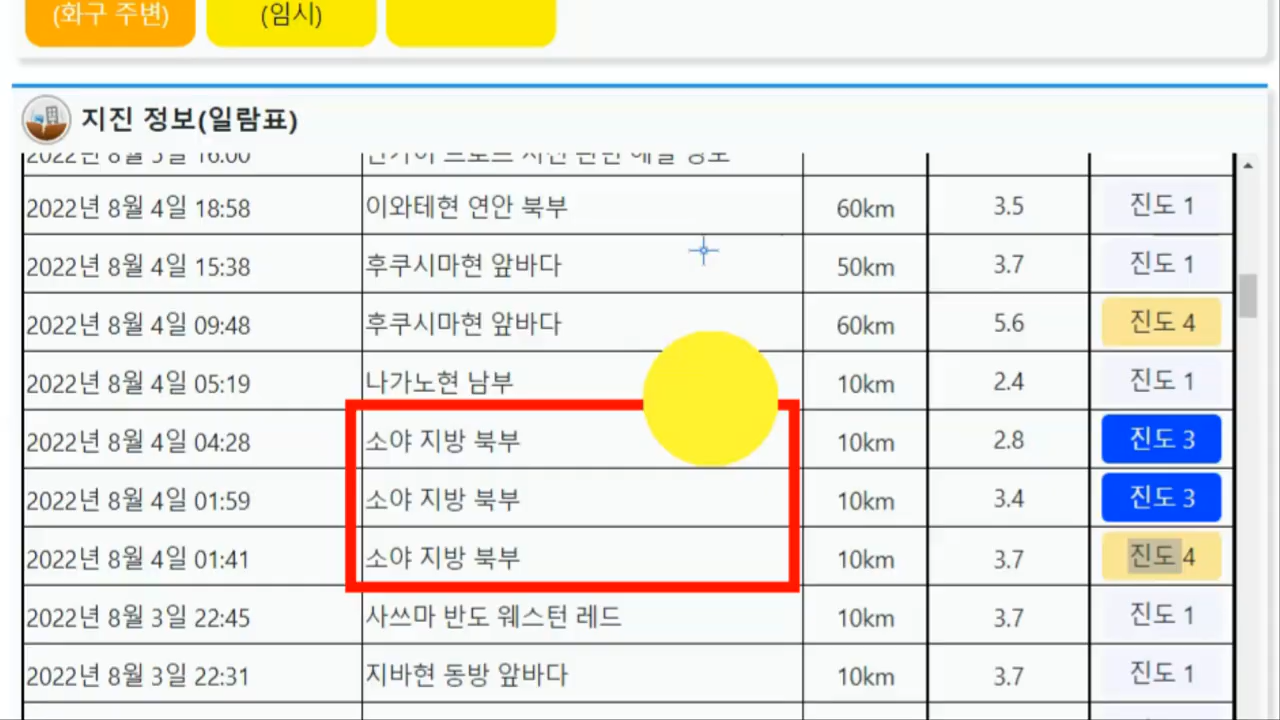 (화구 주변) (임시)
지진 정보(일람표)
2022년 8월 4일 18:58 이와테현 연안 북부 60km 3.5 진도 1
2022년 8월 4일 15:38 후쿠시마현 앞바다 50km 3.7 진도 1
2022년 8월 4일 09:48 후쿠시마현 앞바다 60km 5.6 진도 4
2022년 8월 4일 05:19 나가노현 남부 10km 2.4 진도 1
2022년 8월 4일 04:28 소야 지방 북부 10km 2.8 진도 3
2022년 8월 4일 01:59 소야 지방 북부 10km 3.4 진도 3
2022년 8월 4일 01:41 소야 지방 북부 10km 3.7 진도 4
2022년 8월 3일 22:45 사쓰마 반도 웨스턴 레드 10km 3.7 진도 1
2022년 8월 3일 22:31 지바현 동방 앞바다 10km 3.7 진도 1